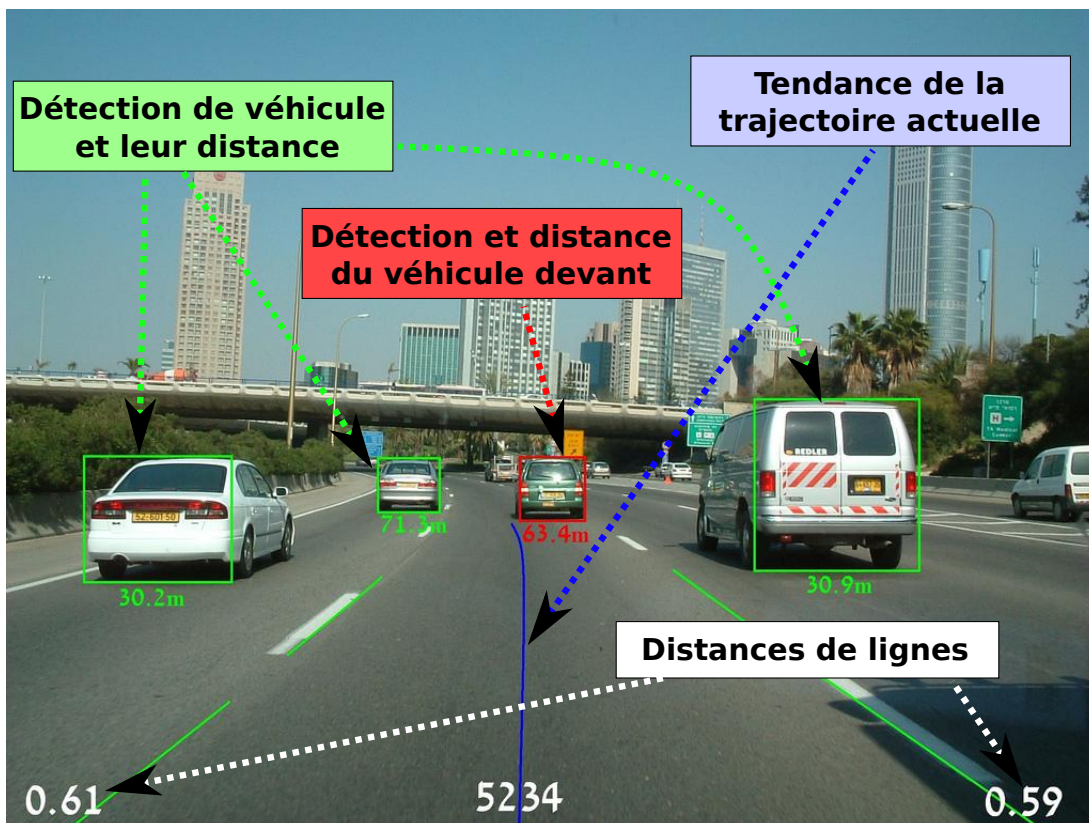 Détection de véhicule
et leur distance
Tendance de la
trajectoire actuelle
Détection et distance
du véhicule devant
REDLER
71.3m
63.4m
30.2m
30.9m
Distances de lignes
0.61
5234
0.59